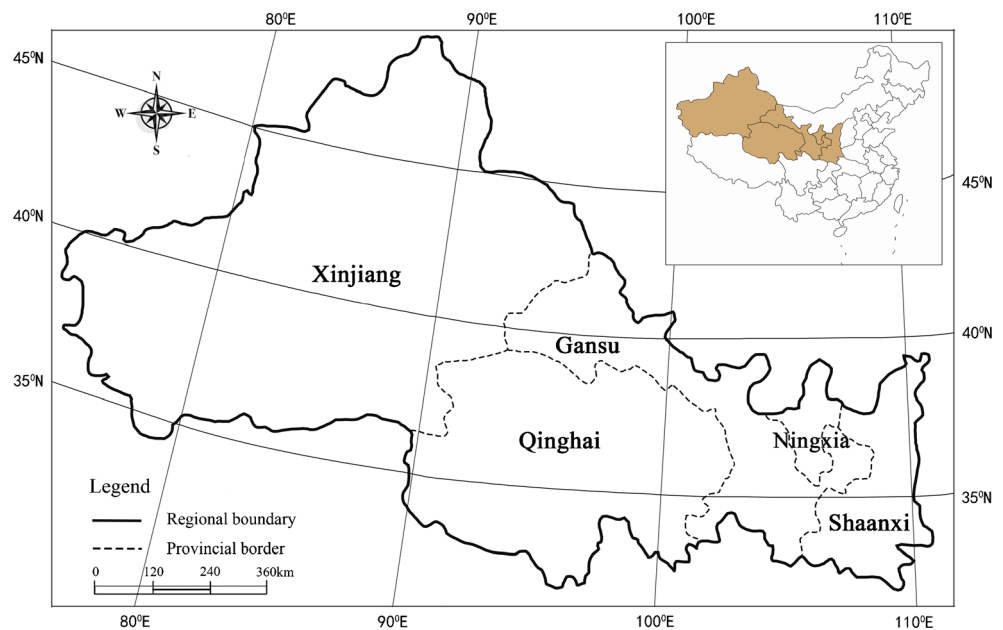 80⁰E 90⁰E 100⁰E 110⁰E
45⁰N
N
W E
S
45⁰N
40⁰N
Xinjiang
40⁰N
Gansu
35⁰N
Qinghai
Ningxia
35⁰N
Legend
Shaanxi
Regional boundary
Provincial border
0 120 240 360km
80⁰E 90⁰E 100⁰E 110⁰E